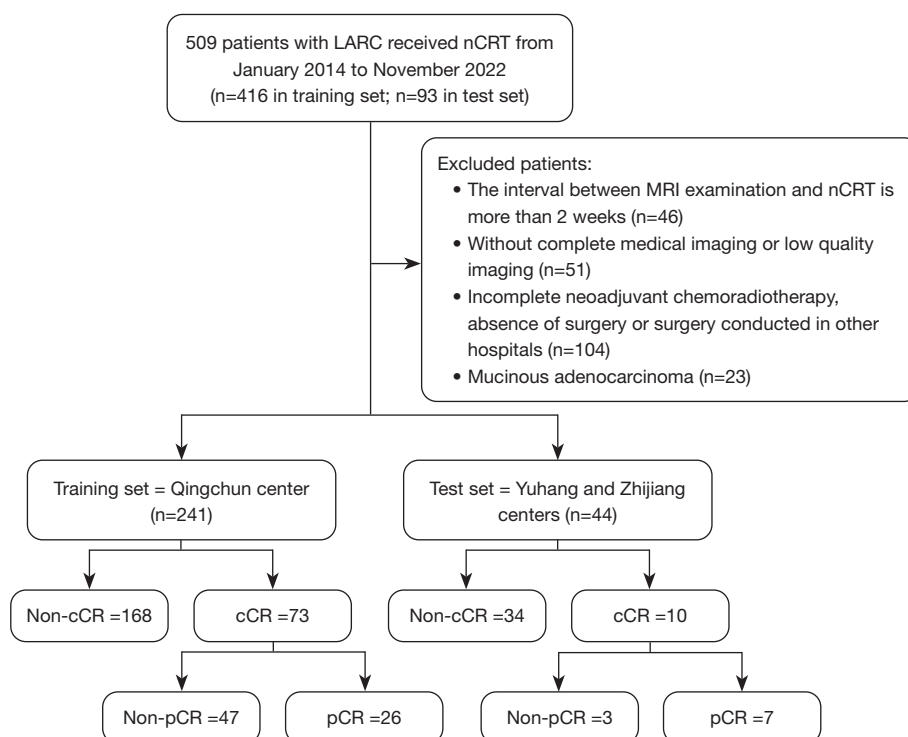 509 patients with LARC received nCRT from
January 2014 to November 2022
(n=416 in training set; n=93 in test set)
Excluded patients:
• The interval between MRI examination and nCRT is
more than 2 weeks (n=46)
• Without complete medical imaging or low quality
imaging (n=51)
• Incomplete neoadjuvant chemoradiotherapy,
absence of surgery or surgery conducted in other
hospitals (n=104)
• Mucinous adenocarcinoma (n=23)
Training set = Qingchun center
(n=241)
Test set = Yuhang and Zhijiang
centers (n=44)
Non-cCR =168
cCR =73
Non-cCR =34
cCR =10
Non-pCR =47
pCR =26
Non-pCR =3
pCR =7